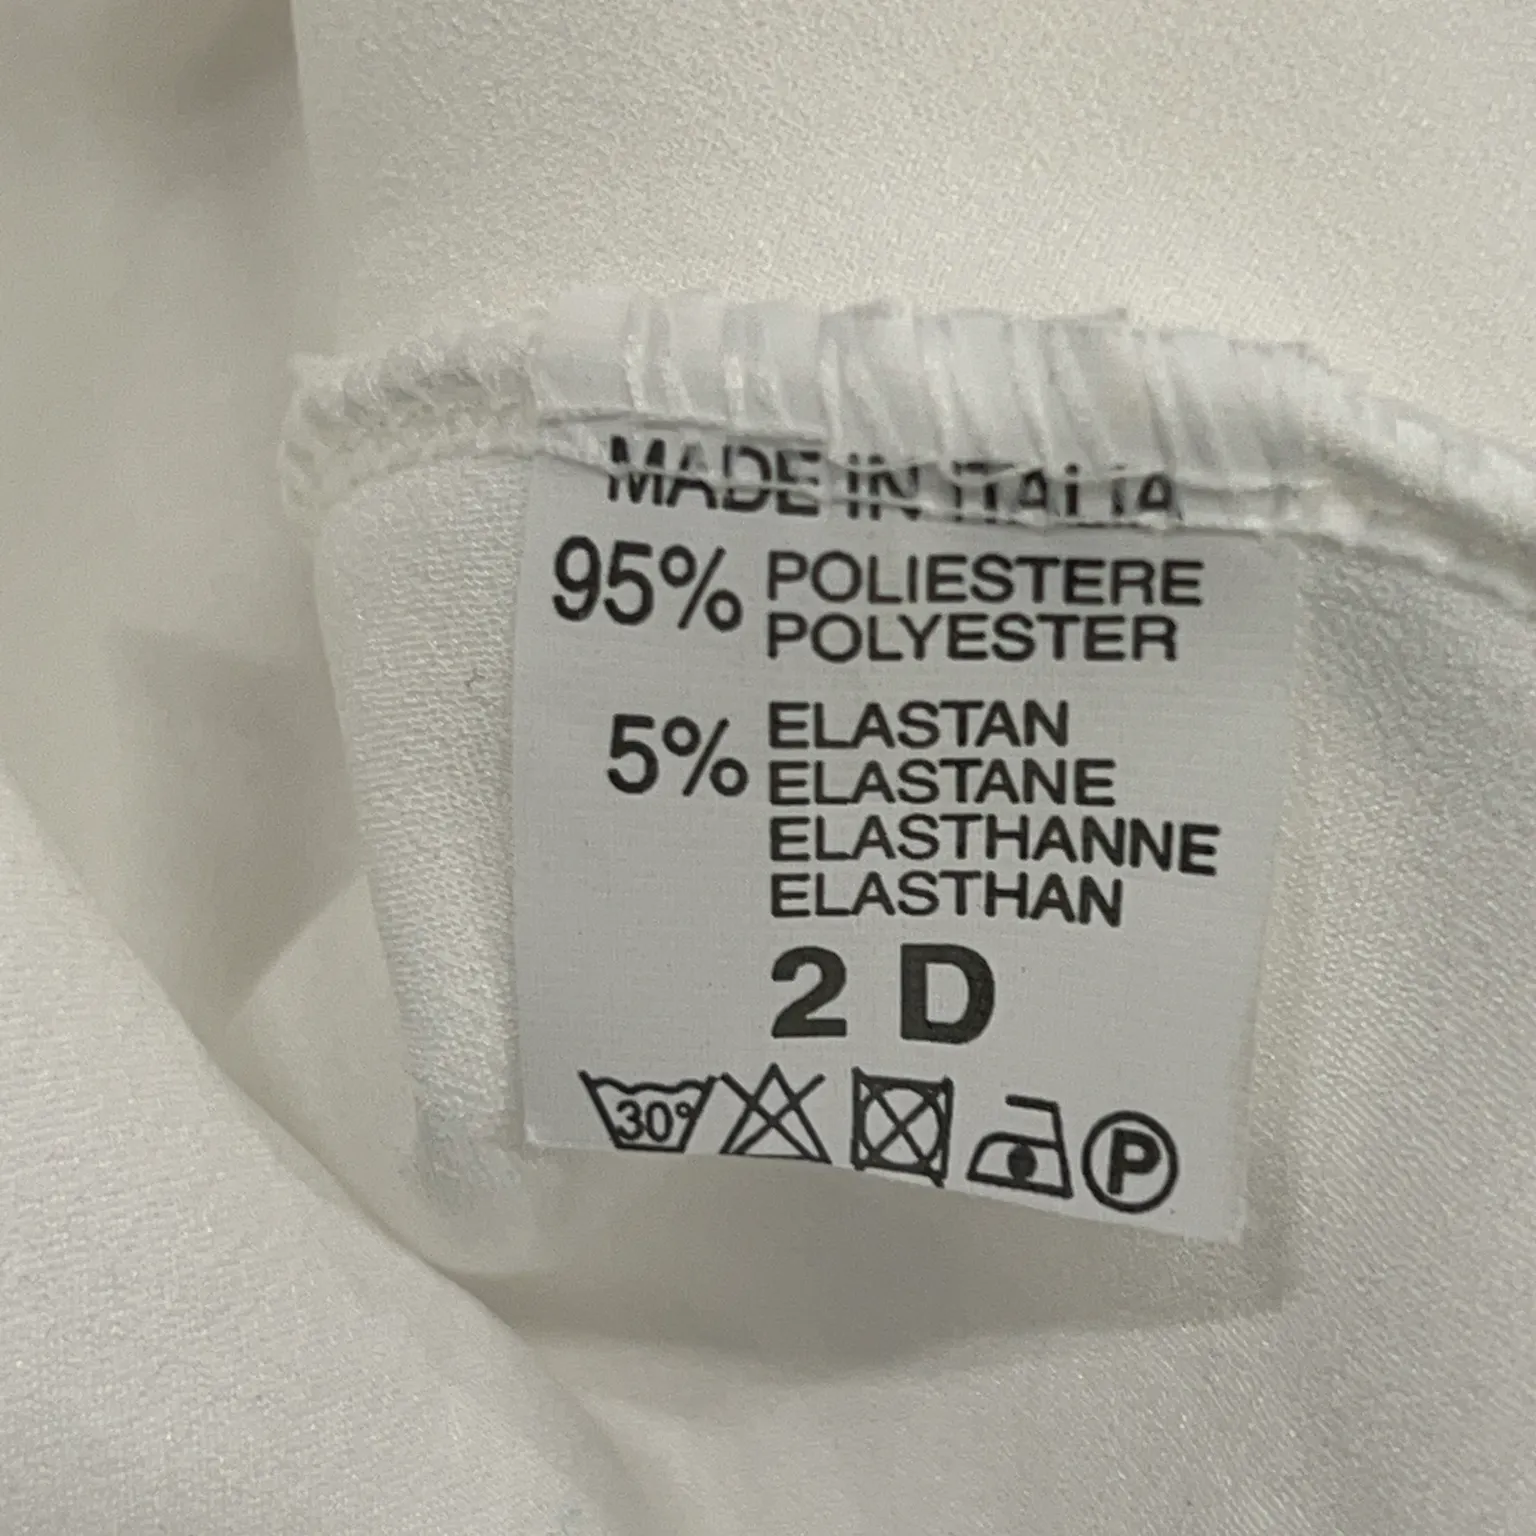 MADE IN ITALIA
95% POLIESTERE
POLYESTER
5% ELASTAN
ELASTANE
ELASTHANNE
ELASTHAN
2 D
30° P